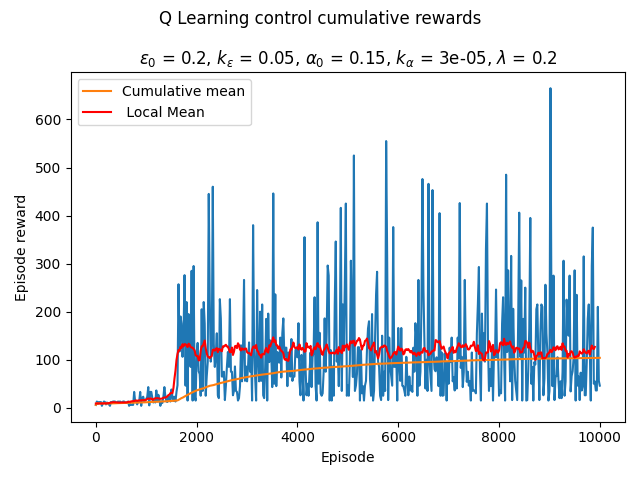 Q Learning control cumulative rewards
ε₀ = 0.2, kε = 0.05, α₀ = 0.15, kα = 3e-05, λ = 0.2
Cumulative mean
Local Mean
Episode reward
600
500
400
300
200
100
0
0 2000 4000 6000 8000 10000
Episode